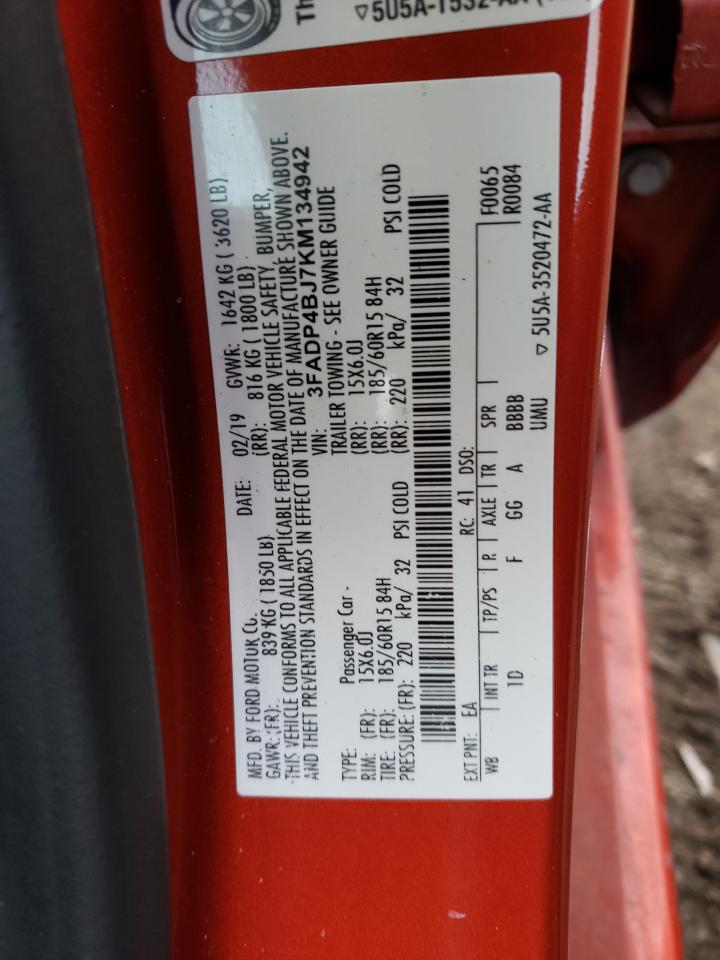 Th
▽5U5A-1532-AA
MFD. BY FORD MOTOR CO. DATE: 02/19 GVWR: 1642 KG ( 3620 LB)
GAWR:(FR): 839 KG ( 1850 LB) (RR): 816 KG ( 1800 LB)
THIS VEHICLE CONFORMS TO ALL APPLICABLE FEDERAL MOTOR VEHICLE SAFETY, BUMPER,
AND THEFT PREVENTION STANDARDS IN EFFECT ON THE DATE OF MANUFACTURE SHOWN ABOVE.
VIN: 3FADP4BJ7KM134942
TYPE: Passenger Car - TRAILER TOWING - SEE OWNER GUIDE
RIM: (FR): 15X6.0J (RR): 15X6.0J
TIRE: (FR): 185/60R15 84H (RR): 185/60R15 84H
PRESSURE:(FR): 220 kPa/ 32 PSI COLD (RR): 220 kPa/ 32 PSI COLD
EXT PNT: EA RC: 41 DSO: F0065
R0084
WB INT TR TP/PS R AXLE TR SPR
1D F GG A BBBB
UMU ▽ 5U5A-3520472-AA